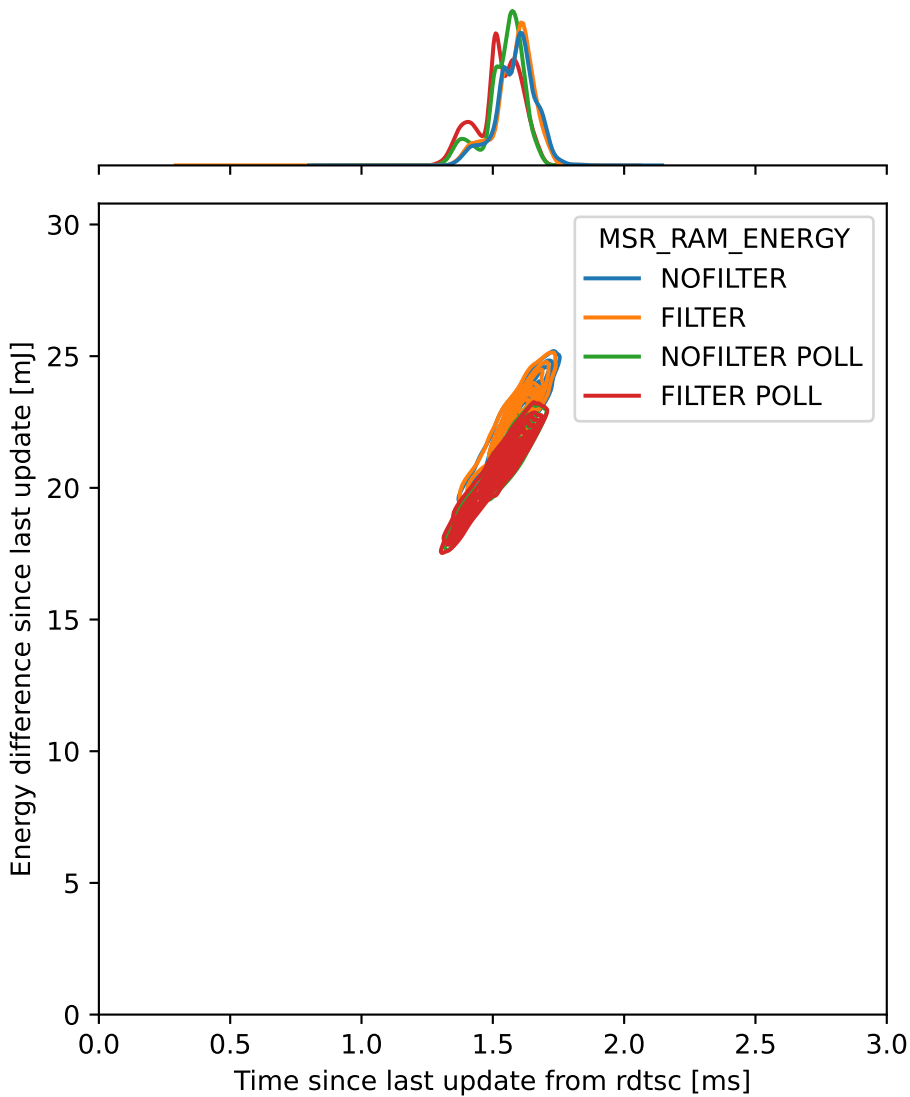 MSR_RAM_ENERGY
NOFILTER
FILTER
NOFILTER POLL
FILTER POLL
Energy difference since last update [mJ]
30
25
20
15
10
5
0
0.0 0.5 1.0 1.5 2.0 2.5 3.0
Time since last update from rdtsc [ms]